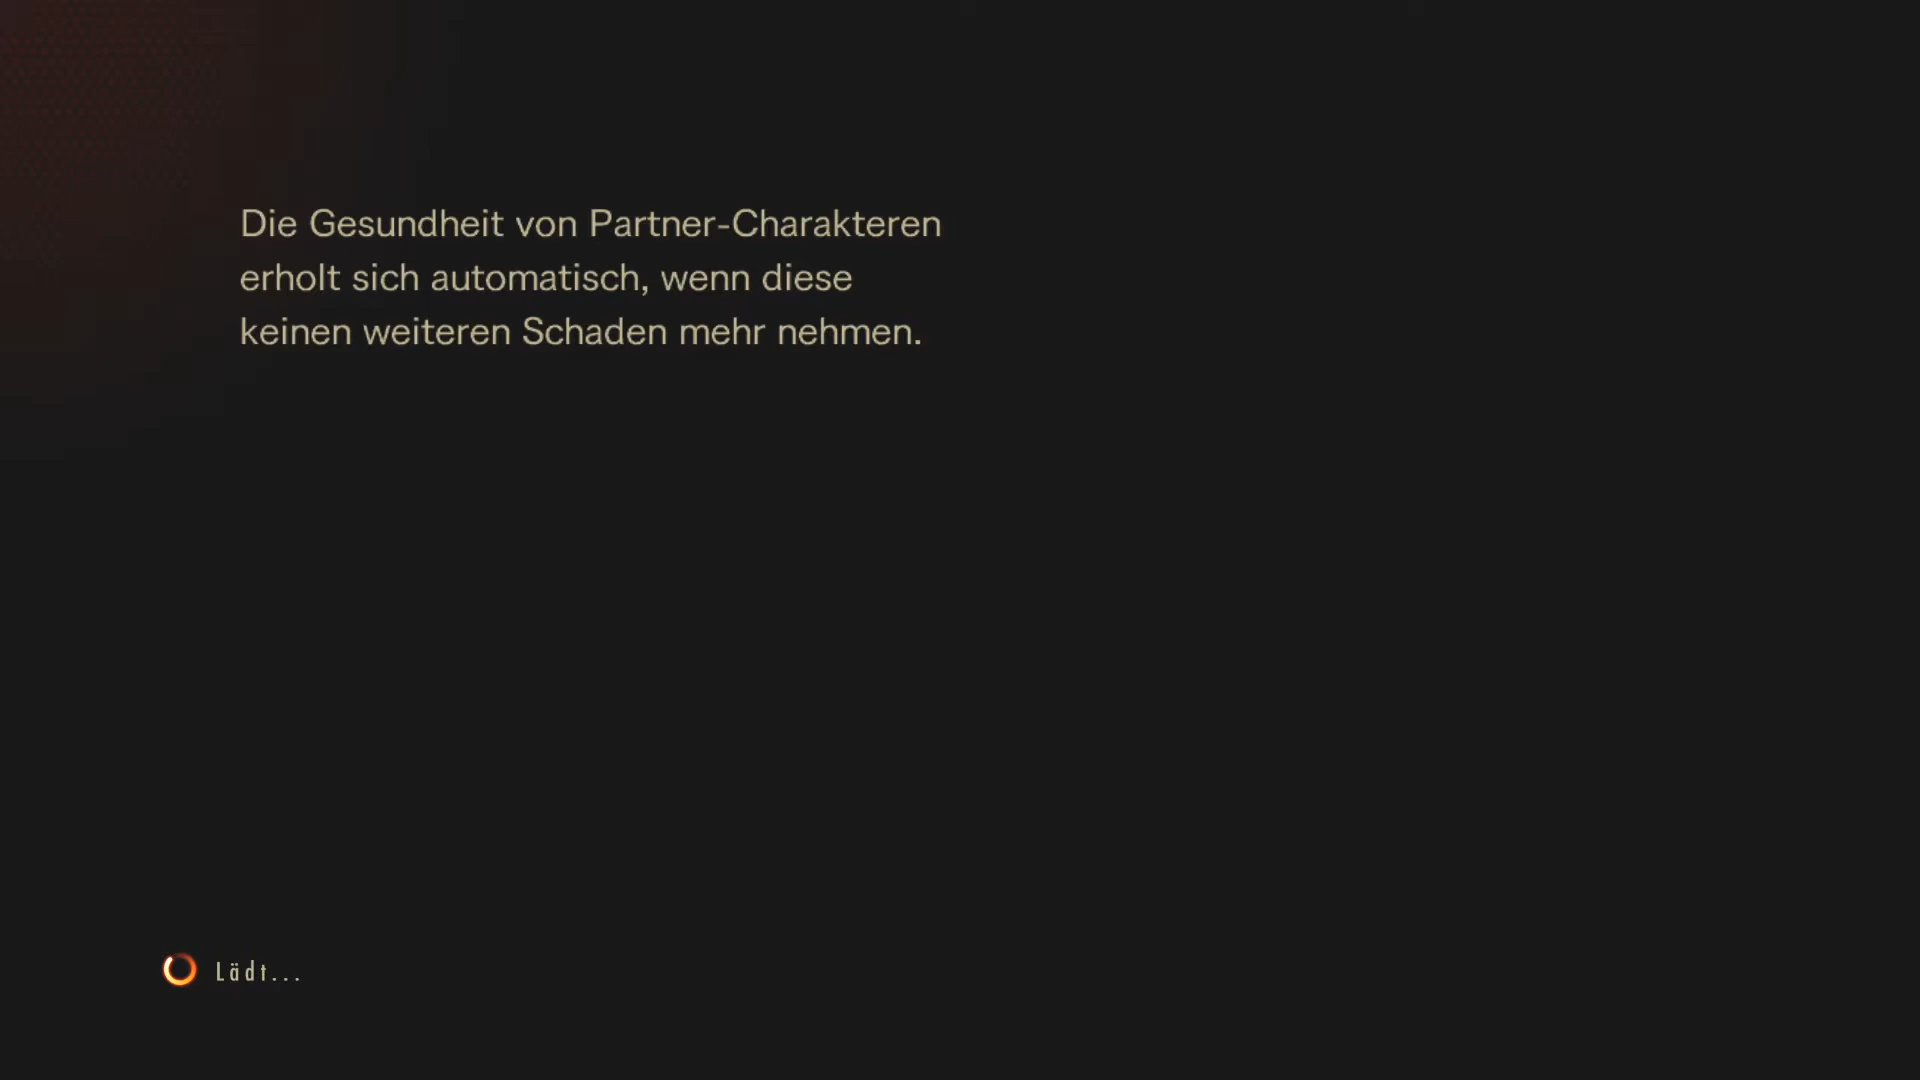 Die Gesundheit von Partner-Charakteren
erholt sich automatisch, wenn diese
keinen weiteren Schaden mehr nehmen.
Lädt...